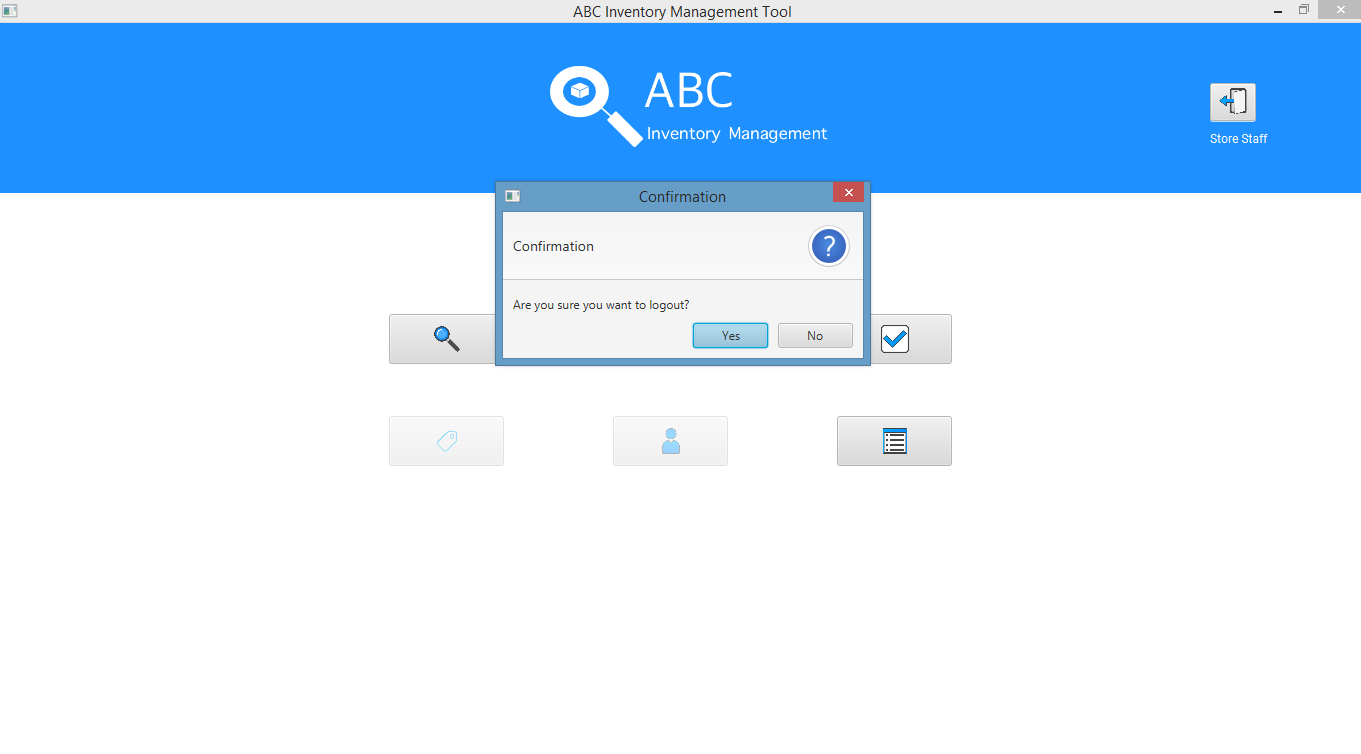 ABC Inventory Management Tool
ABC
Inventory Management
Store Staff
Confirmation
Confirmation
?
Are you sure you want to logout?
Yes
No